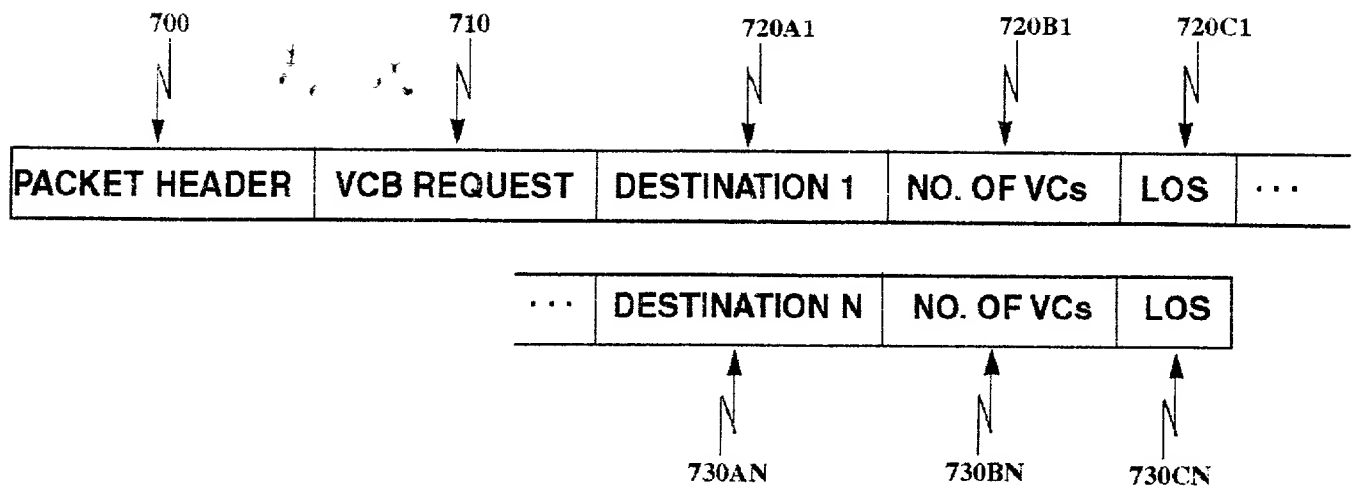 700 710 720A1 720B1 720C1
PACKET HEADER VCB REQUEST DESTINATION 1 NO. OF VCs LOS ...
... DESTINATION N NO. OF VCs LOS
730AN 730BN 730CN